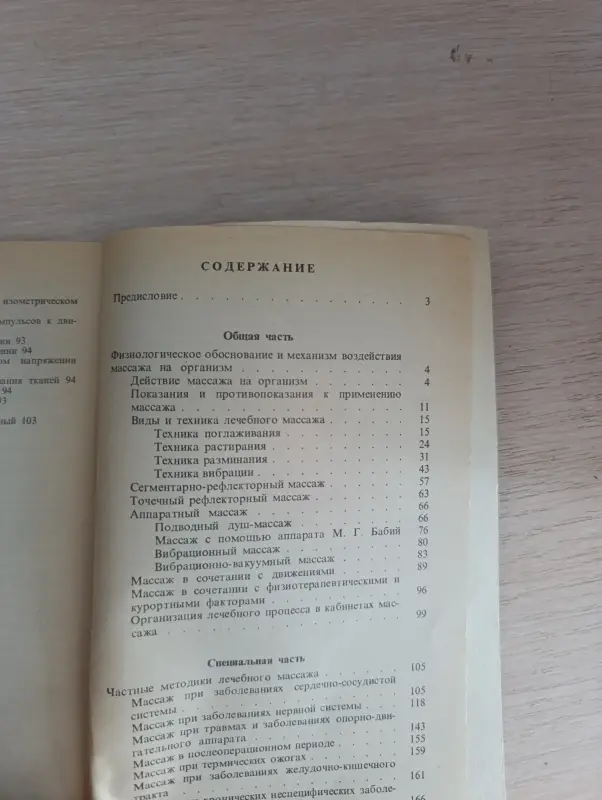 изометрическом
мпульсов к дви-
ния 93
ении 94
ом напряжении
ания тканей 94
94
93
ный 103
СОДЕРЖАНИЕ
Предисловие . . . . . . . . . . . . . . . . 3
Общая часть
Физиологическое обоснование и механизм воздействия
массажа на организм . . . . . . . . . . . . 4
Действие массажа на организм . . . . . . . 4
Показания и противопоказания к применению
массажа . . . . . . . . . . . . . . . . 11
Виды и техника лечебного массажа . . . . . . 15
Техника поглаживания . . . . . . . . . 15
Техника растирания . . . . . . . . . . 24
Техника разминания . . . . . . . . . . 31
Техника вибрации . . . . . . . . . . . 43
Сегментарно-рефлекторный массаж . . . . . . 57
Точечный рефлекторный массаж . . . . . . . 63
Аппаратный массаж . . . . . . . . . . . 66
Подводный душ-массаж . . . . . . . . 66
Массаж с помощью аппарата М. Г. Бабий 76
Вибрационный массаж . . . . . . . . . 80
Вибрационно-вакуумный массаж . . . . . 83
Массаж в сочетании с движениями . . . . . 89
Массаж в сочетании с физиотерапевтическими и
курортными факторами . . . . . . . . . . 96
Организация лечебного процесса в кабинетах мас-
сажа . . . . . . . . . . . . . . . . . 99
Специальная часть
Частные методики лечебного массажа . . . . . . 105
Массаж при заболеваниях сердечно-сосудистой
системы . . . . . . . . . . . . . . . . 105
Массаж при заболеваниях нервной системы . . . 118
Массаж при травмах и заболеваниях опорно-дви-
гательного аппарата . . . . . . . . . . . 143
Массаж в послеоперационном периоде . . . . . 155
Массаж при термических ожогах . . . . . . . 159
Массаж при заболеваниях желудочно-кишечного
тракта . . . . . . . . . . . . . . . . 161
хронических неспецифических заболе-
166